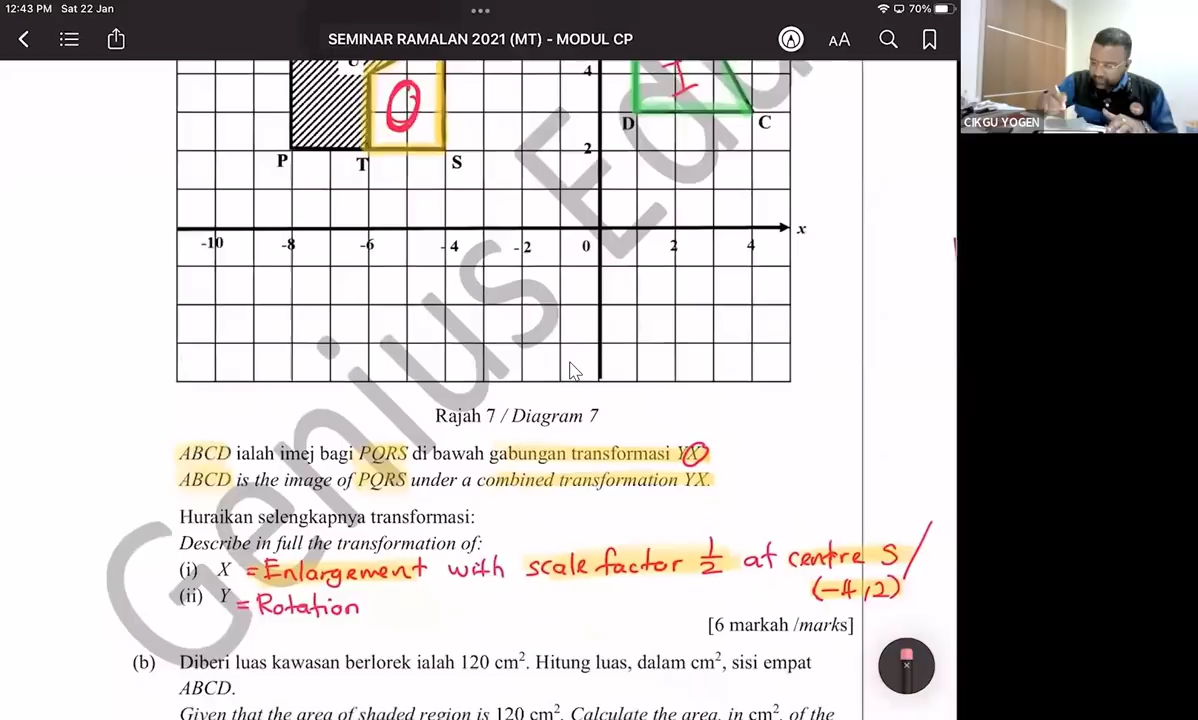 12:43 PM Sat 22 Jan
70%
SEMINAR RAMALAN 2021 (MT) - MODUL CP
AA
CIKGU YOGEN
U
O
4
I
D
C
P
T
S
2
x
-10
-8
-6
-4
-2
0
2
4
Genius Edu
Rajah 7 / Diagram 7
ABCD ialah imej bagi PQRS di bawah gabungan transformasi YX
ABCD is the image of PQRS under a combined transformation YX.
Huraikan selengkapnya transformasi:
Describe in full the transformation of:
(i) X = Enlargement with scale factor 1/2 at centre S /
(-4,2)
(ii) Y = Rotation
[6 markah /marks]
(b) Diberi luas kawasan berlorek ialah 120 cm². Hitung luas, dalam cm², sisi empat
ABCD.
Given that the area of shaded region is 120 cm². Calculate the area, in cm², of the